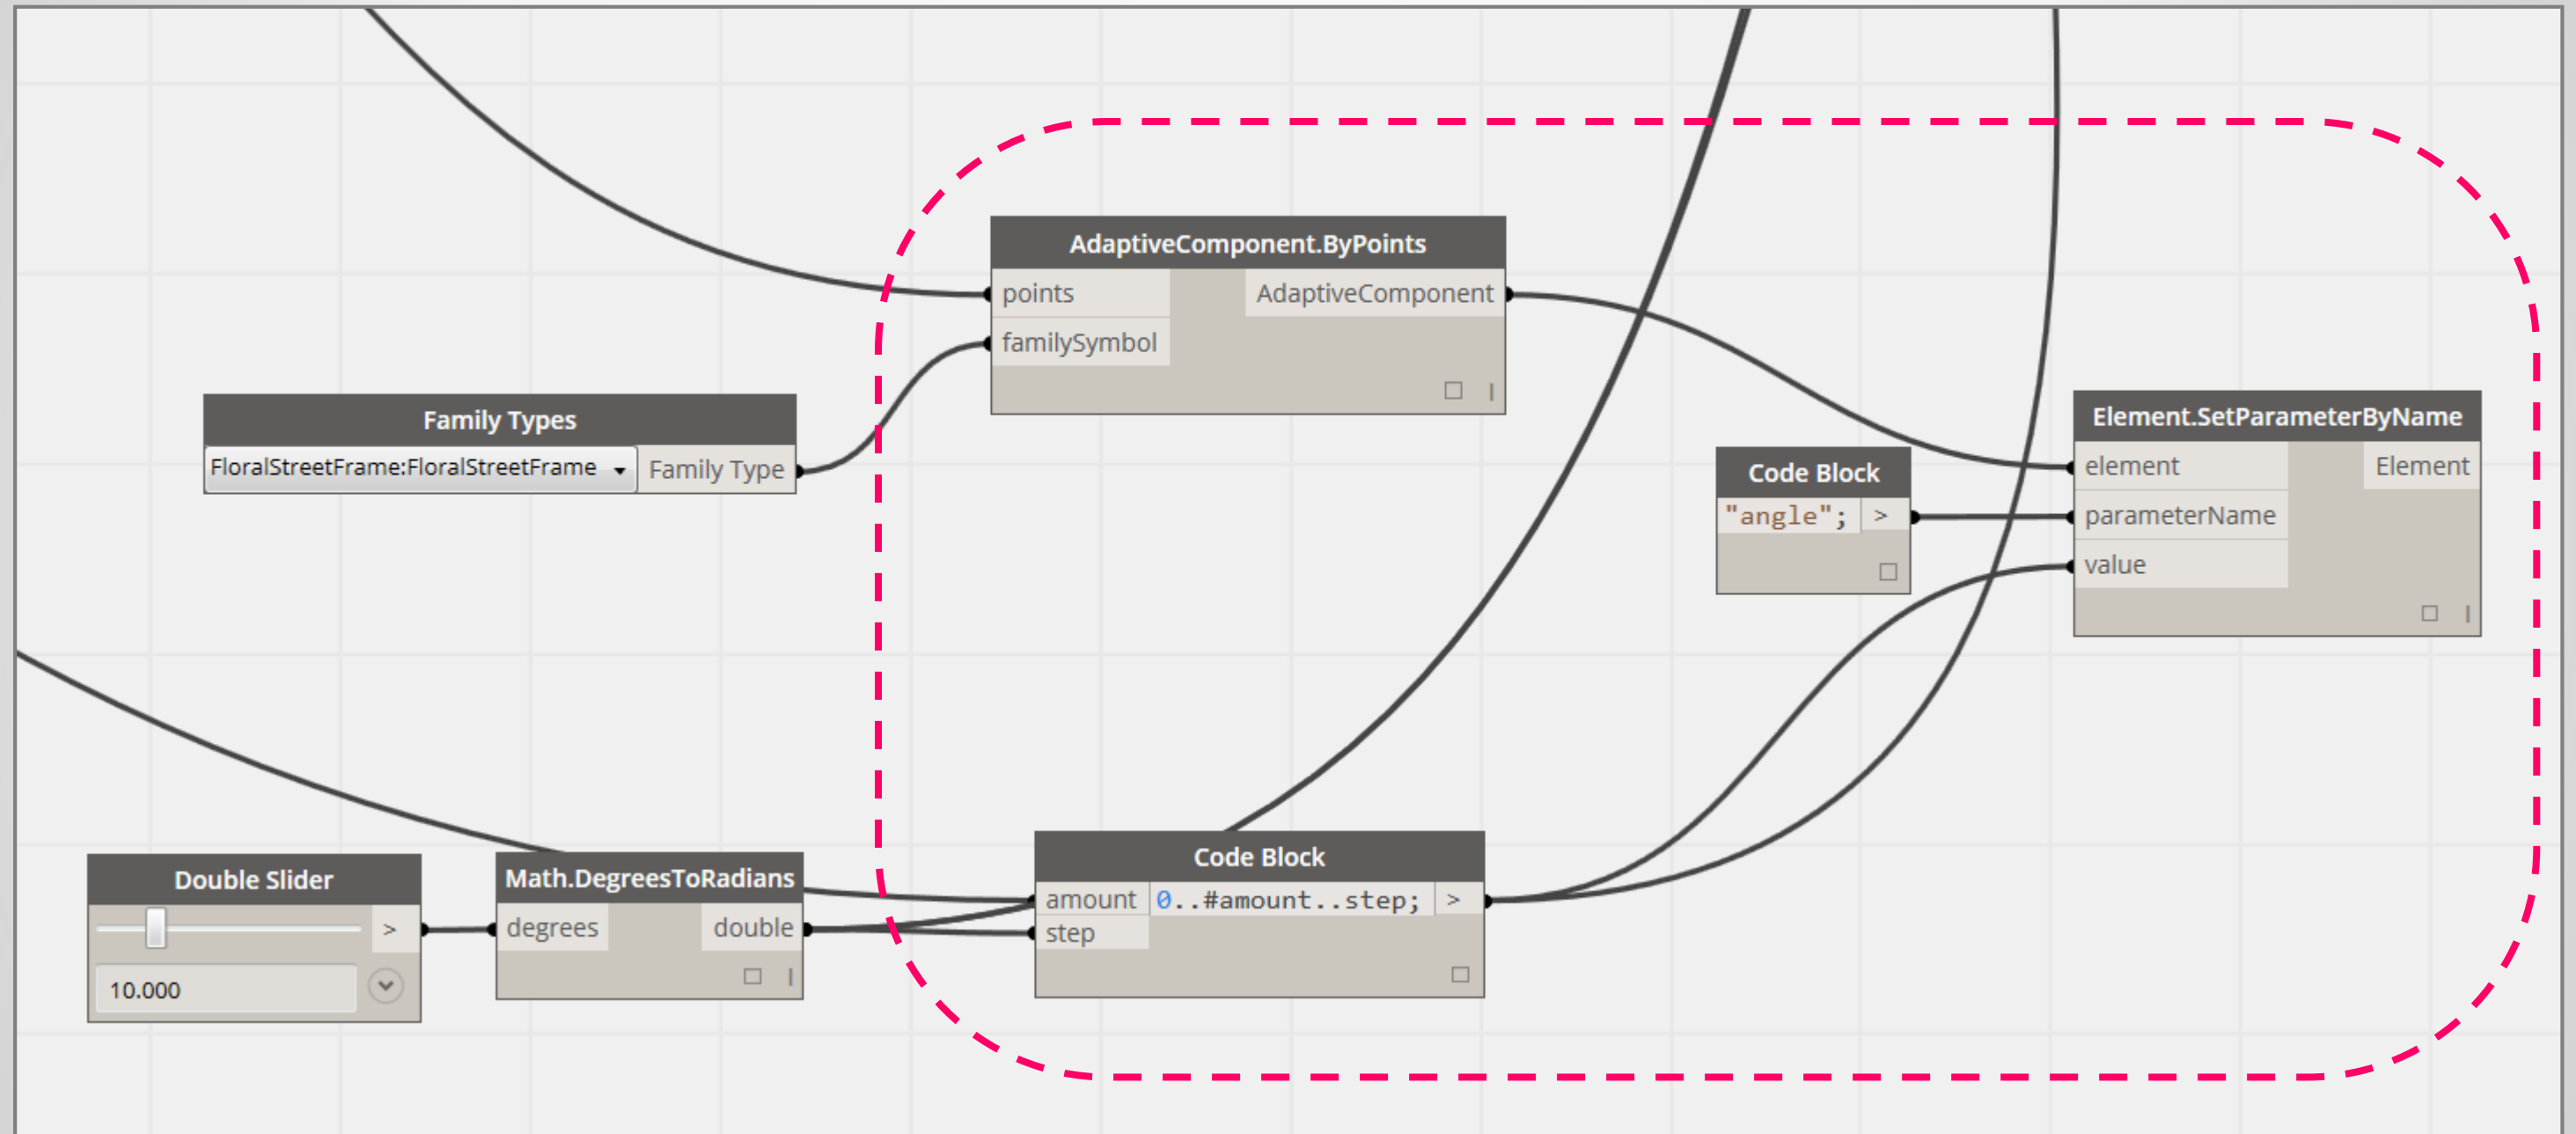 AdaptiveComponent.ByPoints
points AdaptiveComponent
familySymbol
Family Types
FloralStreetFrame:FloralStreetFrame Family Type
Element.SetParameterByName
element Element
parameterName
value
Code Block
"angle"; >
Double Slider
>
10.000
Math.DegreesToRadians
degrees double
Code Block
amount 0..#amount..step; >
step